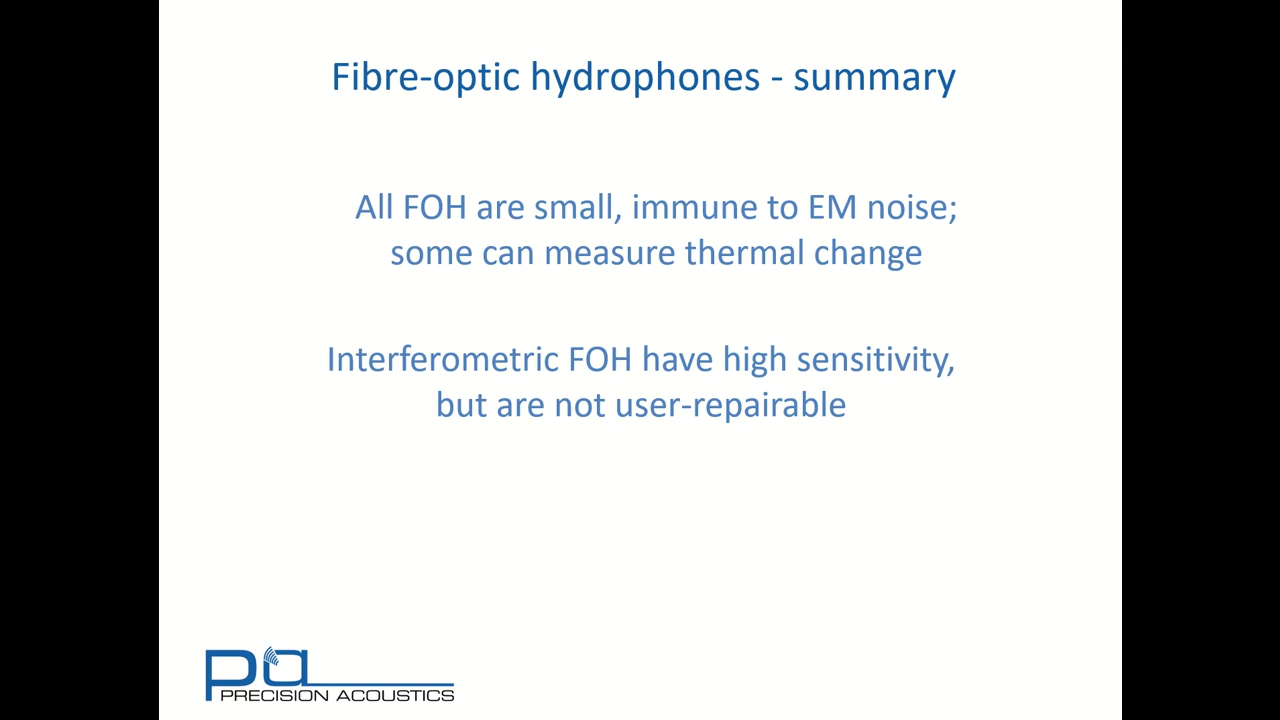 Fibre-optic hydrophones - summary
All FOH are small, immune to EM noise;
some can measure thermal change
Interferometric FOH have high sensitivity,
but are not user-repairable
pa
PRECISION ACOUSTICS